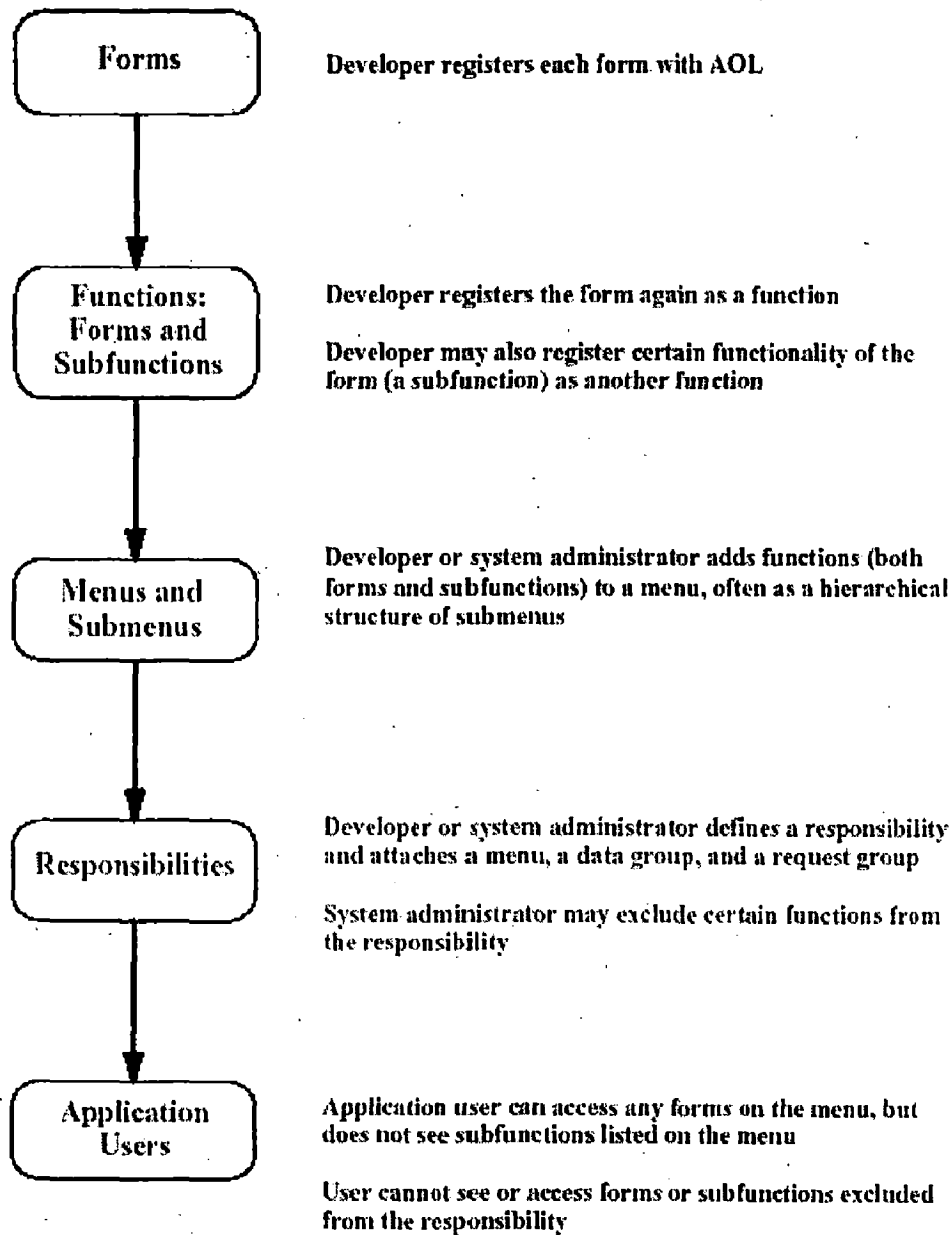 Forms
Developer registers each form with AOL
Functions:
Forms and
Subfunctions
Developer registers the form again as a function
Developer may also register certain functionality of the
form (a subfunction) as another function
Menus and
Submenus
Developer or system administrator adds functions (both
forms and subfunctions) to a menu, often as a hierarchical
structure of submenus
Responsibilities
Developer or system administrator defines a responsibility
and attaches a menu, a data group, and a request group
System administrator may exclude certain functions from
the responsibility
Application
Users
Application user can access any forms on the menu, but
does not see subfunctions listed on the menu
User cannot see or access forms or subfunctions excluded
from the responsibility